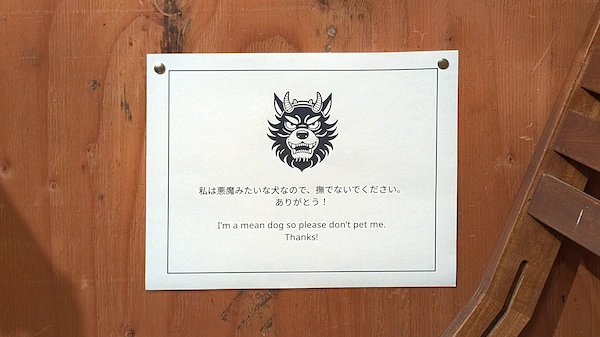 私は悪魔みたいな犬なので、撫でないでください。
ありがとう！
I'm a mean dog so please don't pet me.
Thanks!